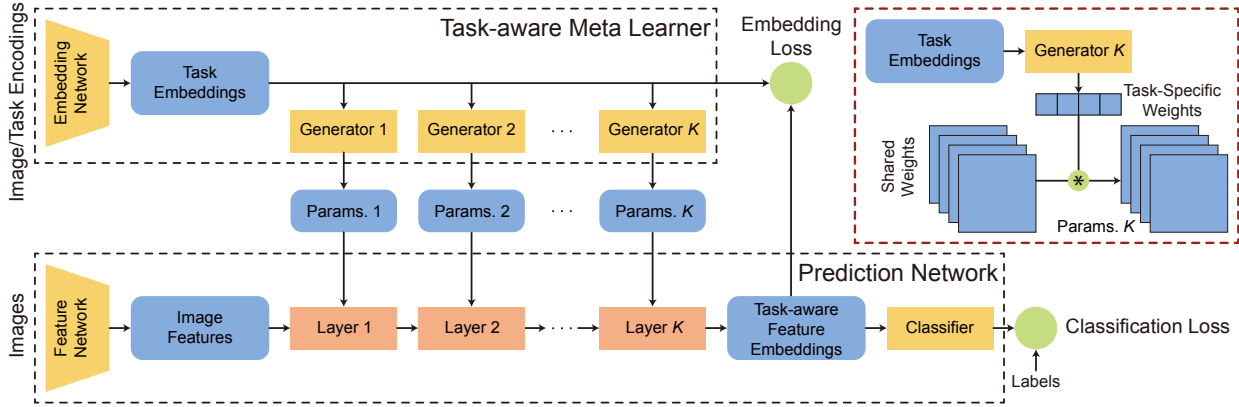 Image/Task Encodings
Embedding
Network
Task
Embeddings
Task-aware Meta Learner
Generator 1
Generator 2
· · ·
Generator K
Embedding
Loss
Params. 1
Params. 2
· · ·
Params. K
Images
Feature
Network
Image
Features
Prediction Network
Layer 1
Layer 2
· · ·
Layer K
Task-aware
Feature
Embeddings
Classifier
Classification Loss
Labels
Task
Embeddings
Generator K
Task-Specific
Weights
Shared
Weights
*
Params. K